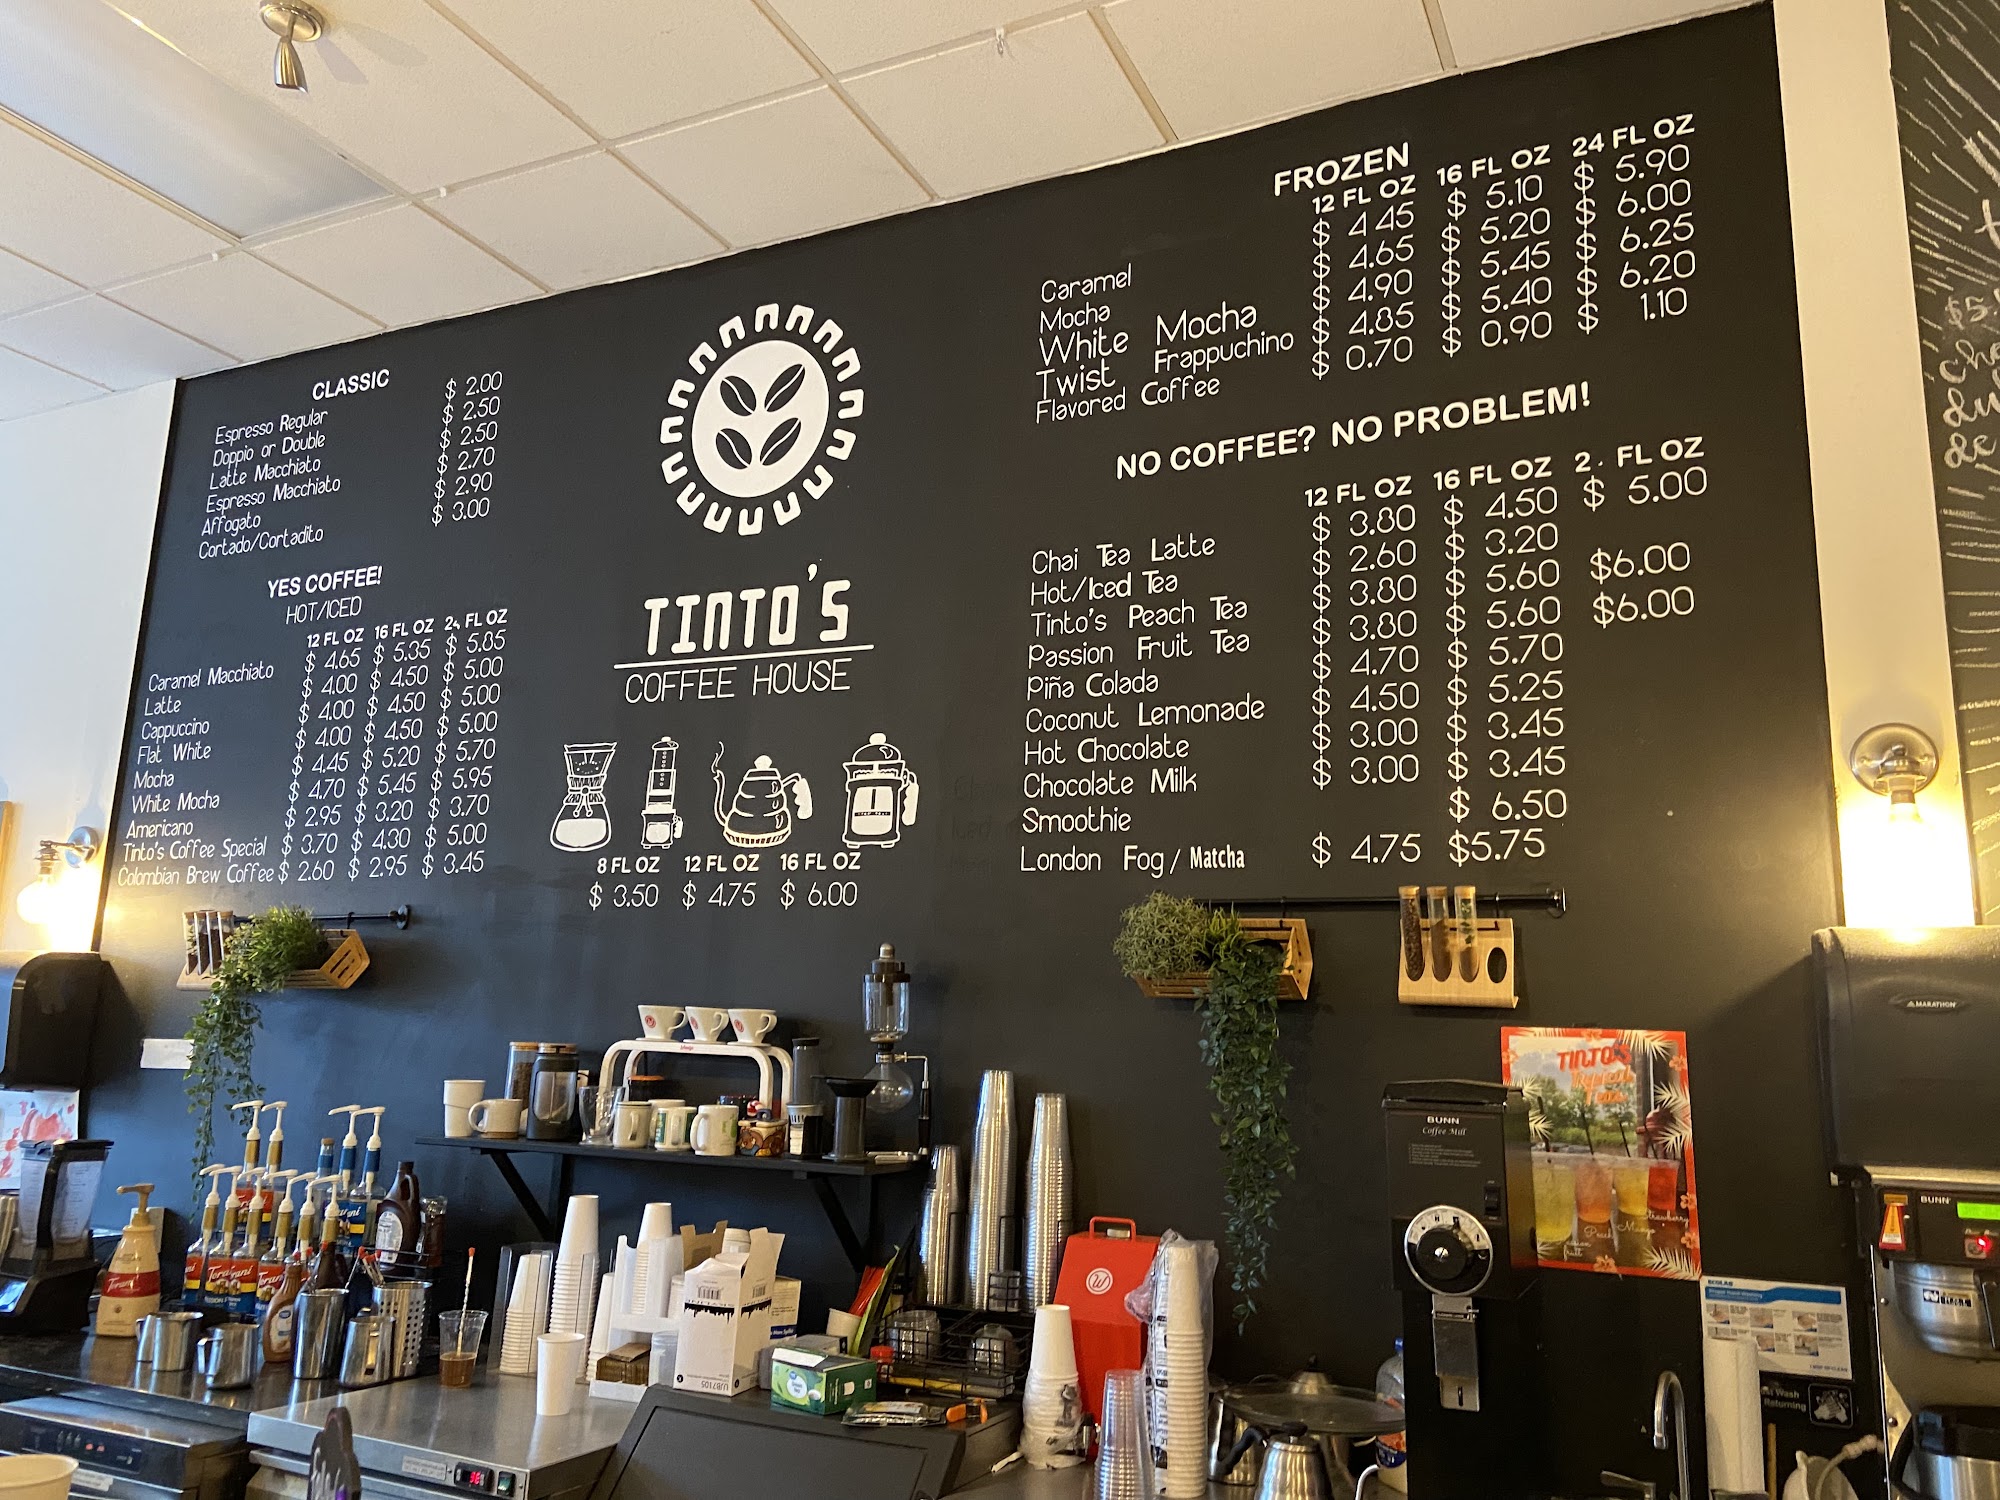 CLASSIC
Espresso Regular $ 2.00
Doppio or Double $ 2.50
Latte Macchiato $ 2.50
Espresso Macchiato $ 2.70
Affogato $ 2.90
Cortado/Cortadito $ 3.00
YES COFFEE!
HOT/ICED
12 FL OZ 16 FL OZ 24 FL OZ
Caramel Macchiato $ 4.65 $ 5.35 $ 5.85
Latte $ 4.00 $ 4.50 $ 5.00
Cappuccino $ 4.00 $ 4.50 $ 5.00
Flat White $ 4.00 $ 4.50 $ 5.00
Mocha $ 4.45 $ 5.20 $ 5.70
White Mocha $ 4.70 $ 5.45 $ 5.95
Americano $ 2.95 $ 3.20 $ 3.70
Tinto's Coffee Special $ 3.70 $ 4.30 $ 5.00
Colombian Brew Coffee $ 2.60 $ 2.95 $ 3.45
TINTO'S
COFFEE HOUSE
8 FL OZ 12 FL OZ 16 FL OZ
$ 3.50 $ 4.75 $ 6.00
FROZEN
12 FL OZ 16 FL OZ 24 FL OZ
Caramel $ 4.45 $ 5.10 $ 5.90
Mocha $ 4.65 $ 5.20 $ 6.00
White Mocha $ 4.90 $ 5.45 $ 6.25
Twist Frappuchino $ 4.85 $ 5.40 $ 6.20
Flavored Coffee $ 0.70 $ 0.90 $ 1.10
NO COFFEE? NO PROBLEM!
12 FL OZ 16 FL OZ 2. FL OZ
Chai Tea Latte $ 3.80 $ 4.50 $ 5.00
Hot/Iced Tea $ 2.60 $ 3.20
Tinto's Peach Tea $ 3.80 $ 5.60 $6.00
Passion Fruit Tea $ 3.80 $ 5.60 $6.00
Piña Colada $ 4.70 $ 5.70
Coconut Lemonade $ 4.50 $ 5.25
Hot Chocolate $ 3.00 $ 3.45
Chocolate Milk $ 3.00 $ 3.45
Smoothie $ 6.50
London Fog / Matcha $ 4.75 $5.75
TINTO'S
Tropical
Teas
Strawberry
Mango
Peach
BUNN
Coffee Mill
MARATHON
BUNN
ECOLAB
Torani
UJB7105